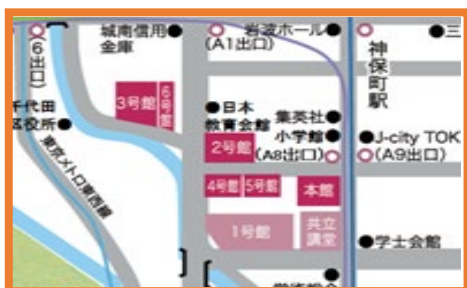 6出口)
城南信用
金庫
岩波ホール
(A1出口)
神保町駅
3号館
6号館
千代田
区役所
日本
教育会館
集英社
小学館
(A8出口)
J-city TOK
(A9出口)
2号館
東京メトロ東西線
4号館
5号館
本館
1号館
共立
講堂
学士会館